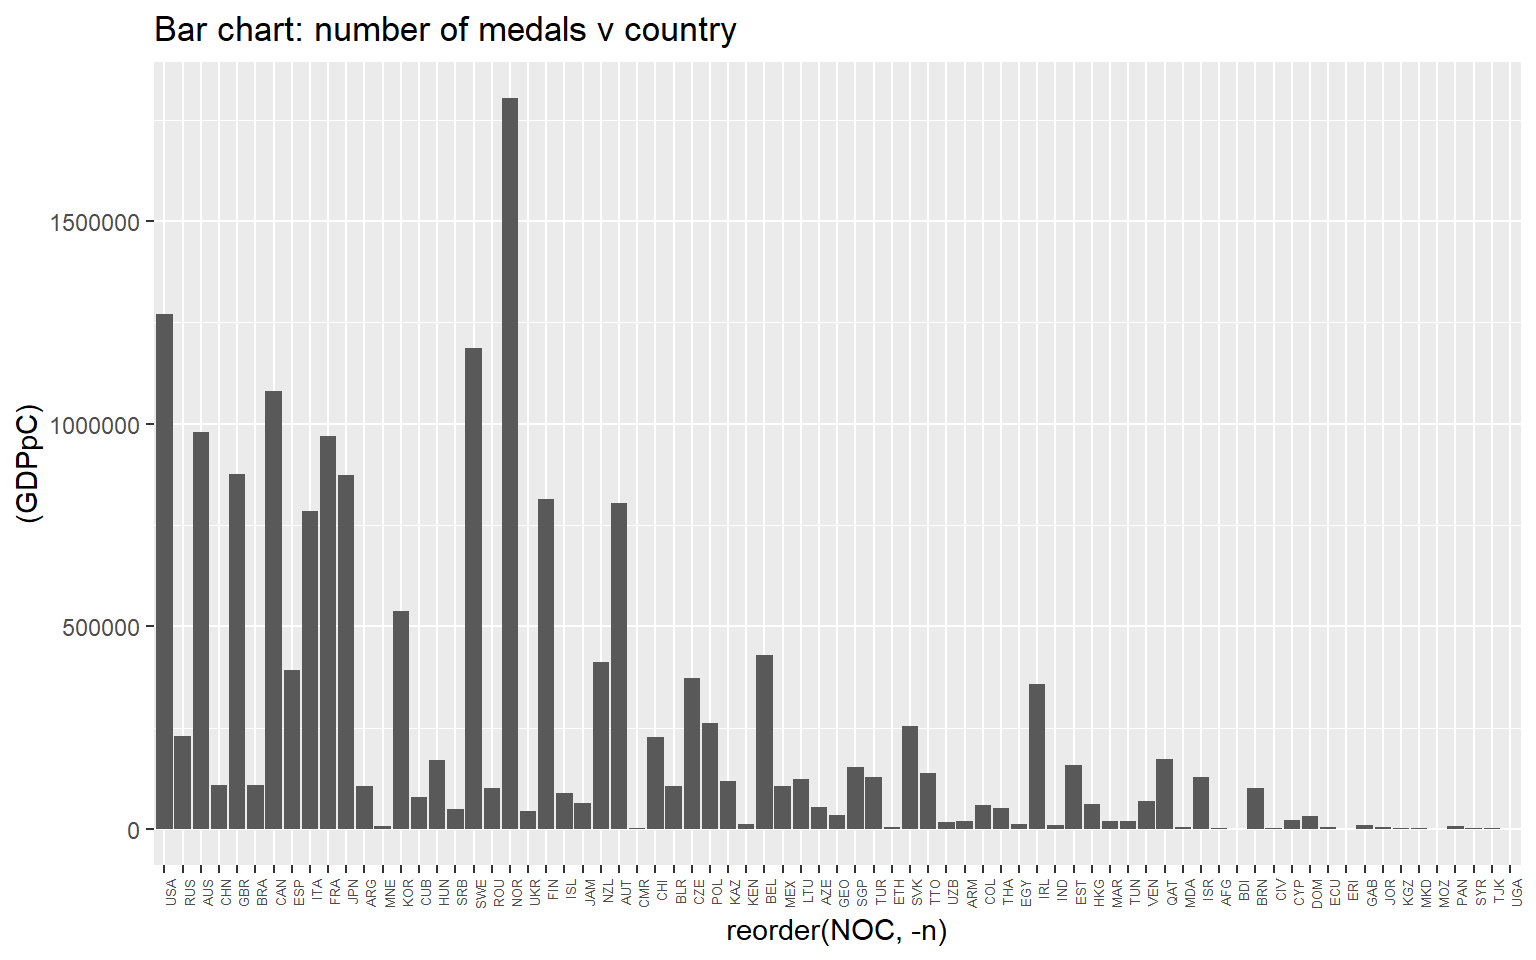 Bar chart: number of medals v country
(GDPpC)
1500000
1000000
500000
0
USA RUS AUS CHN GBR BRA CAN ESP ITA FRA JPN ARG MNE KOR CUB HUN SRB SWE ROU NOR UKR FIN ISL JAM NZL AUT CMR CHI BLR CZE POL KAZ KEN BEL MEX LTU AZE GEO SGP TUR ETH SVK TTO UZB ARM COL THA EGY IRL IND EST HKG MAR TUN VEN QAT MDA ISR AFG BDI BRN CIV CYP DOM ECU ERI GAB JOR KGZ MKD MOZ PAN SYR TJK UGA
reorder(NOC, -n)